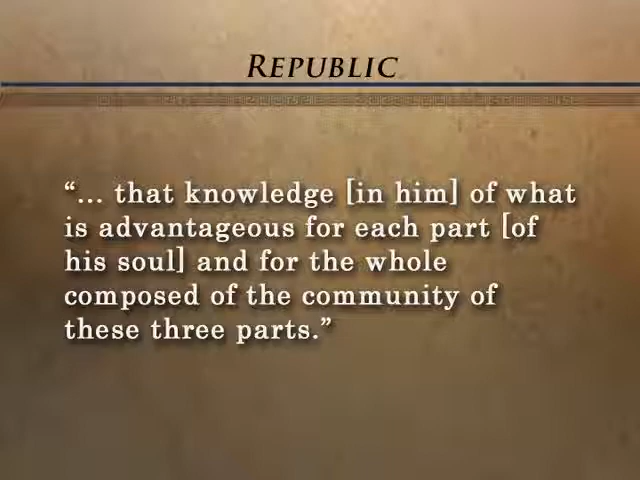 REPUBLIC
“... that knowledge [in him] of what
is advantageous for each part [of
his soul] and for the whole
composed of the community of
these three parts.”